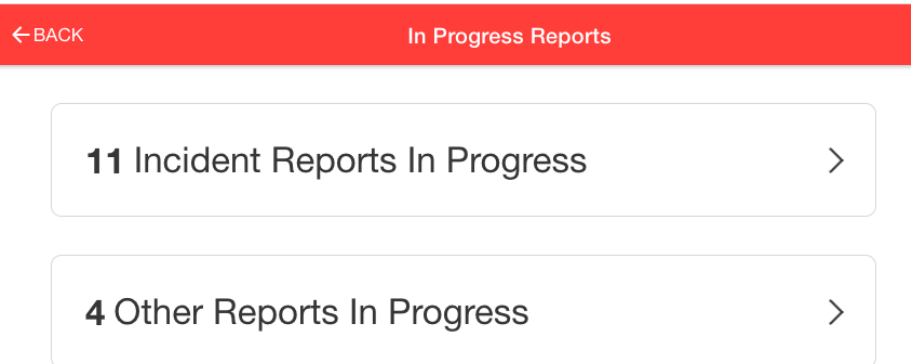 ←BACK
In Progress Reports
11 Incident Reports In Progress
4 Other Reports In Progress